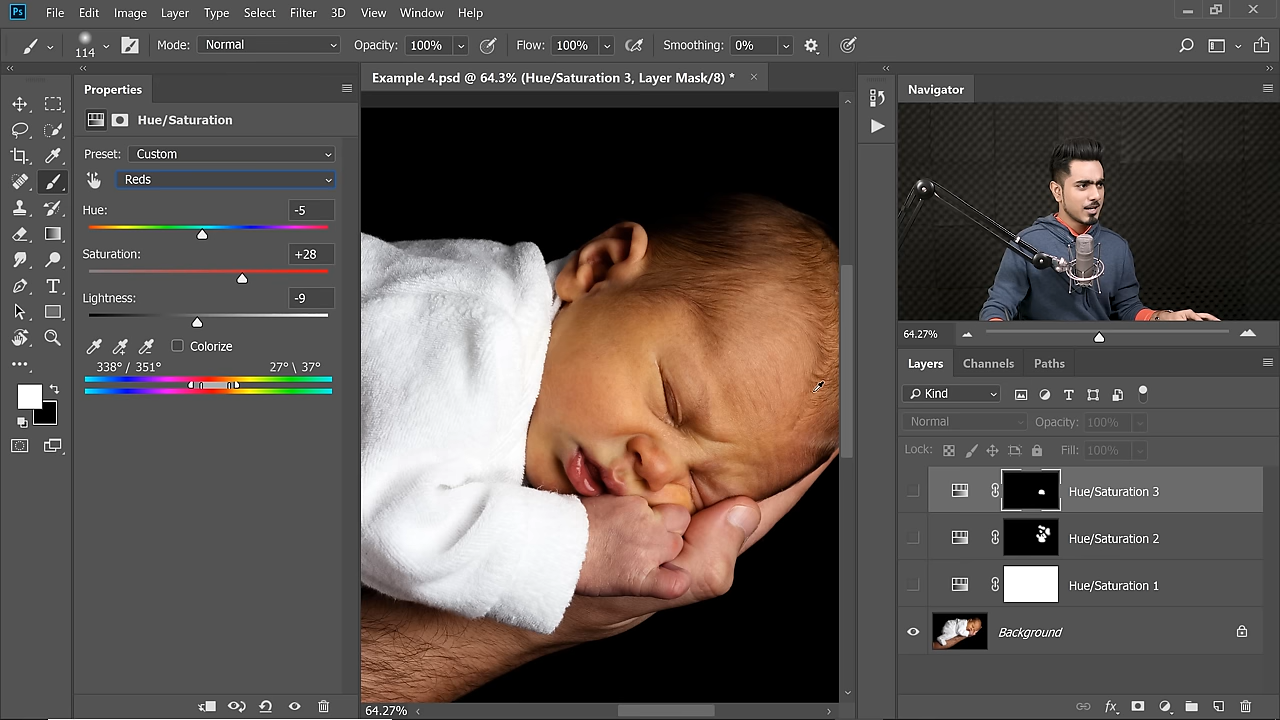 Ps File Edit Image Layer Type Select Filter 3D View Window Help
114 Mode: Normal Opacity: 100% Flow: 100% Smoothing: 0%
Properties
Hue/Saturation
Preset: Custom
Reds
Hue: -5
Saturation: +28
Lightness: -9
Colorize
338° / 351° 27° \ 37°
Example 4.psd @ 64.3% (Hue/Saturation 3, Layer Mask/8) *
64.27%
Navigator
64.27%
Layers Channels Paths
Kind
Normal Opacity: 100%
Lock: Fill: 100%
Hue/Saturation 3
Hue/Saturation 2
Hue/Saturation 1
Background
fx